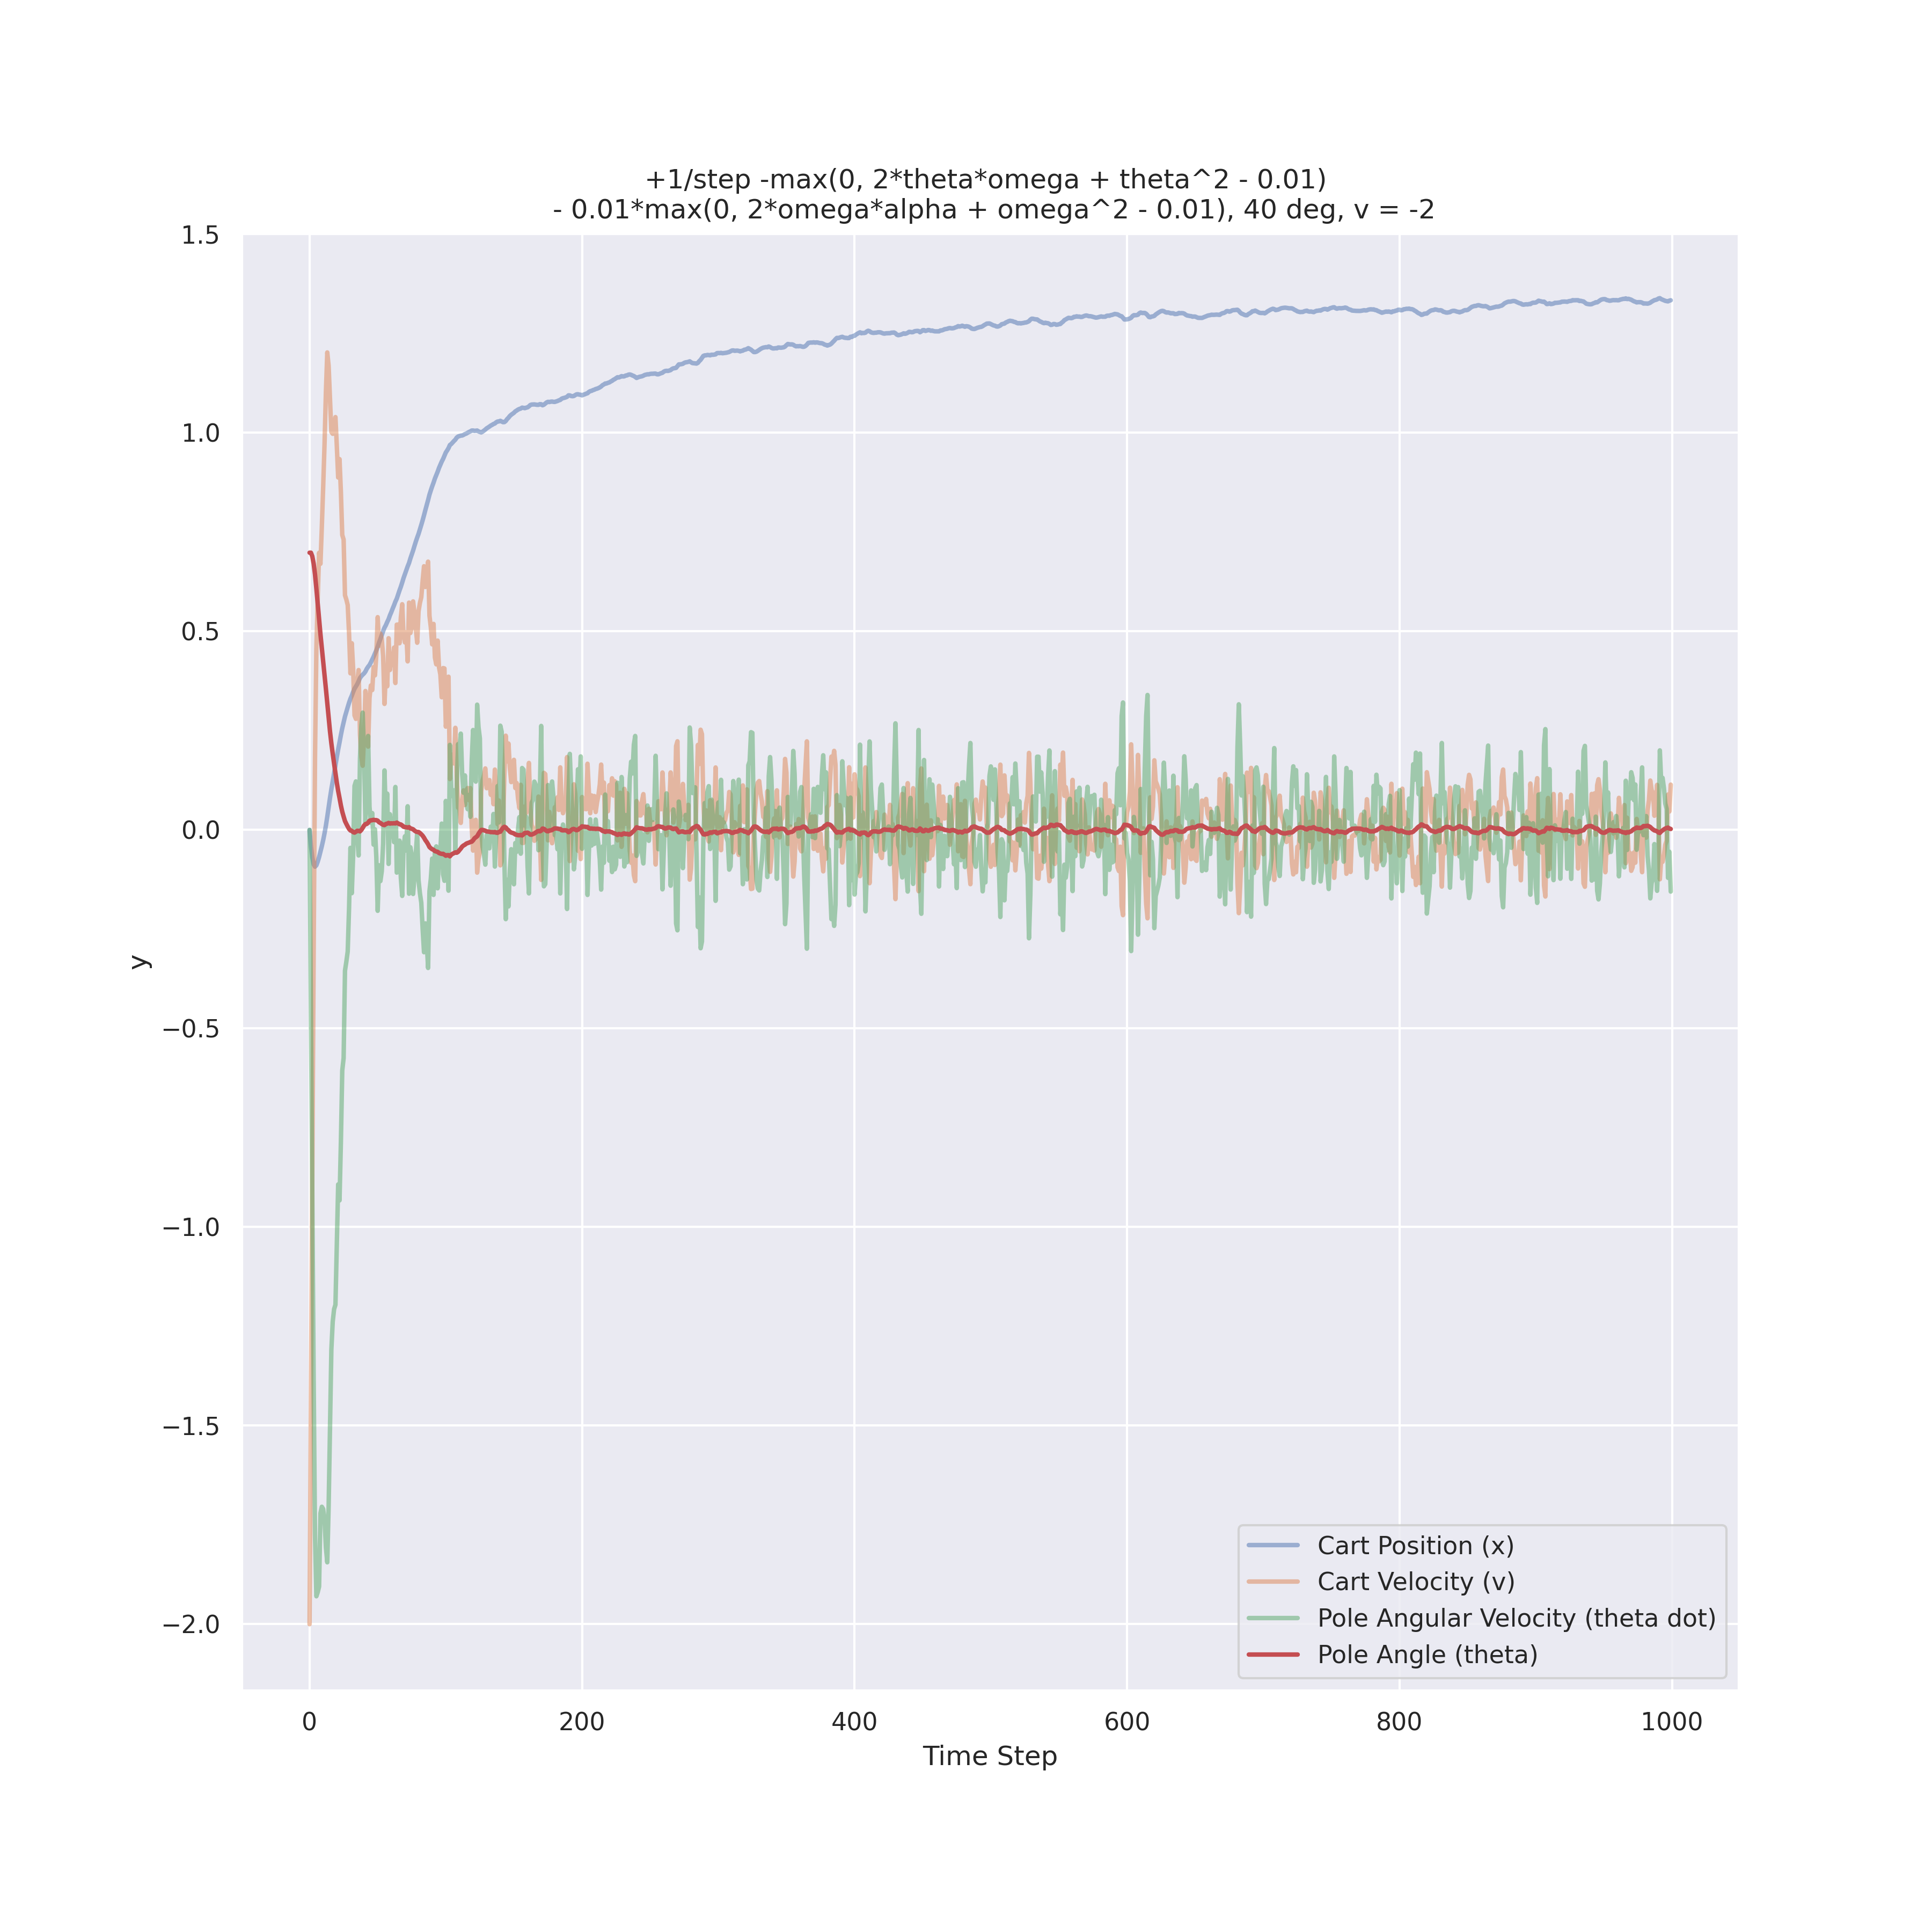 +1/step -max(0, 2*theta*omega + theta^2 - 0.01)
- 0.01*max(0, 2*omega*alpha + omega^2 - 0.01), 40 deg, v = -2
1.5
1.0
0.5
0.0
−0.5
−1.0
−1.5
−2.0
y
0 200 400 600 800 1000
Time Step
Cart Position (x)
Cart Velocity (v)
Pole Angular Velocity (theta dot)
Pole Angle (theta)